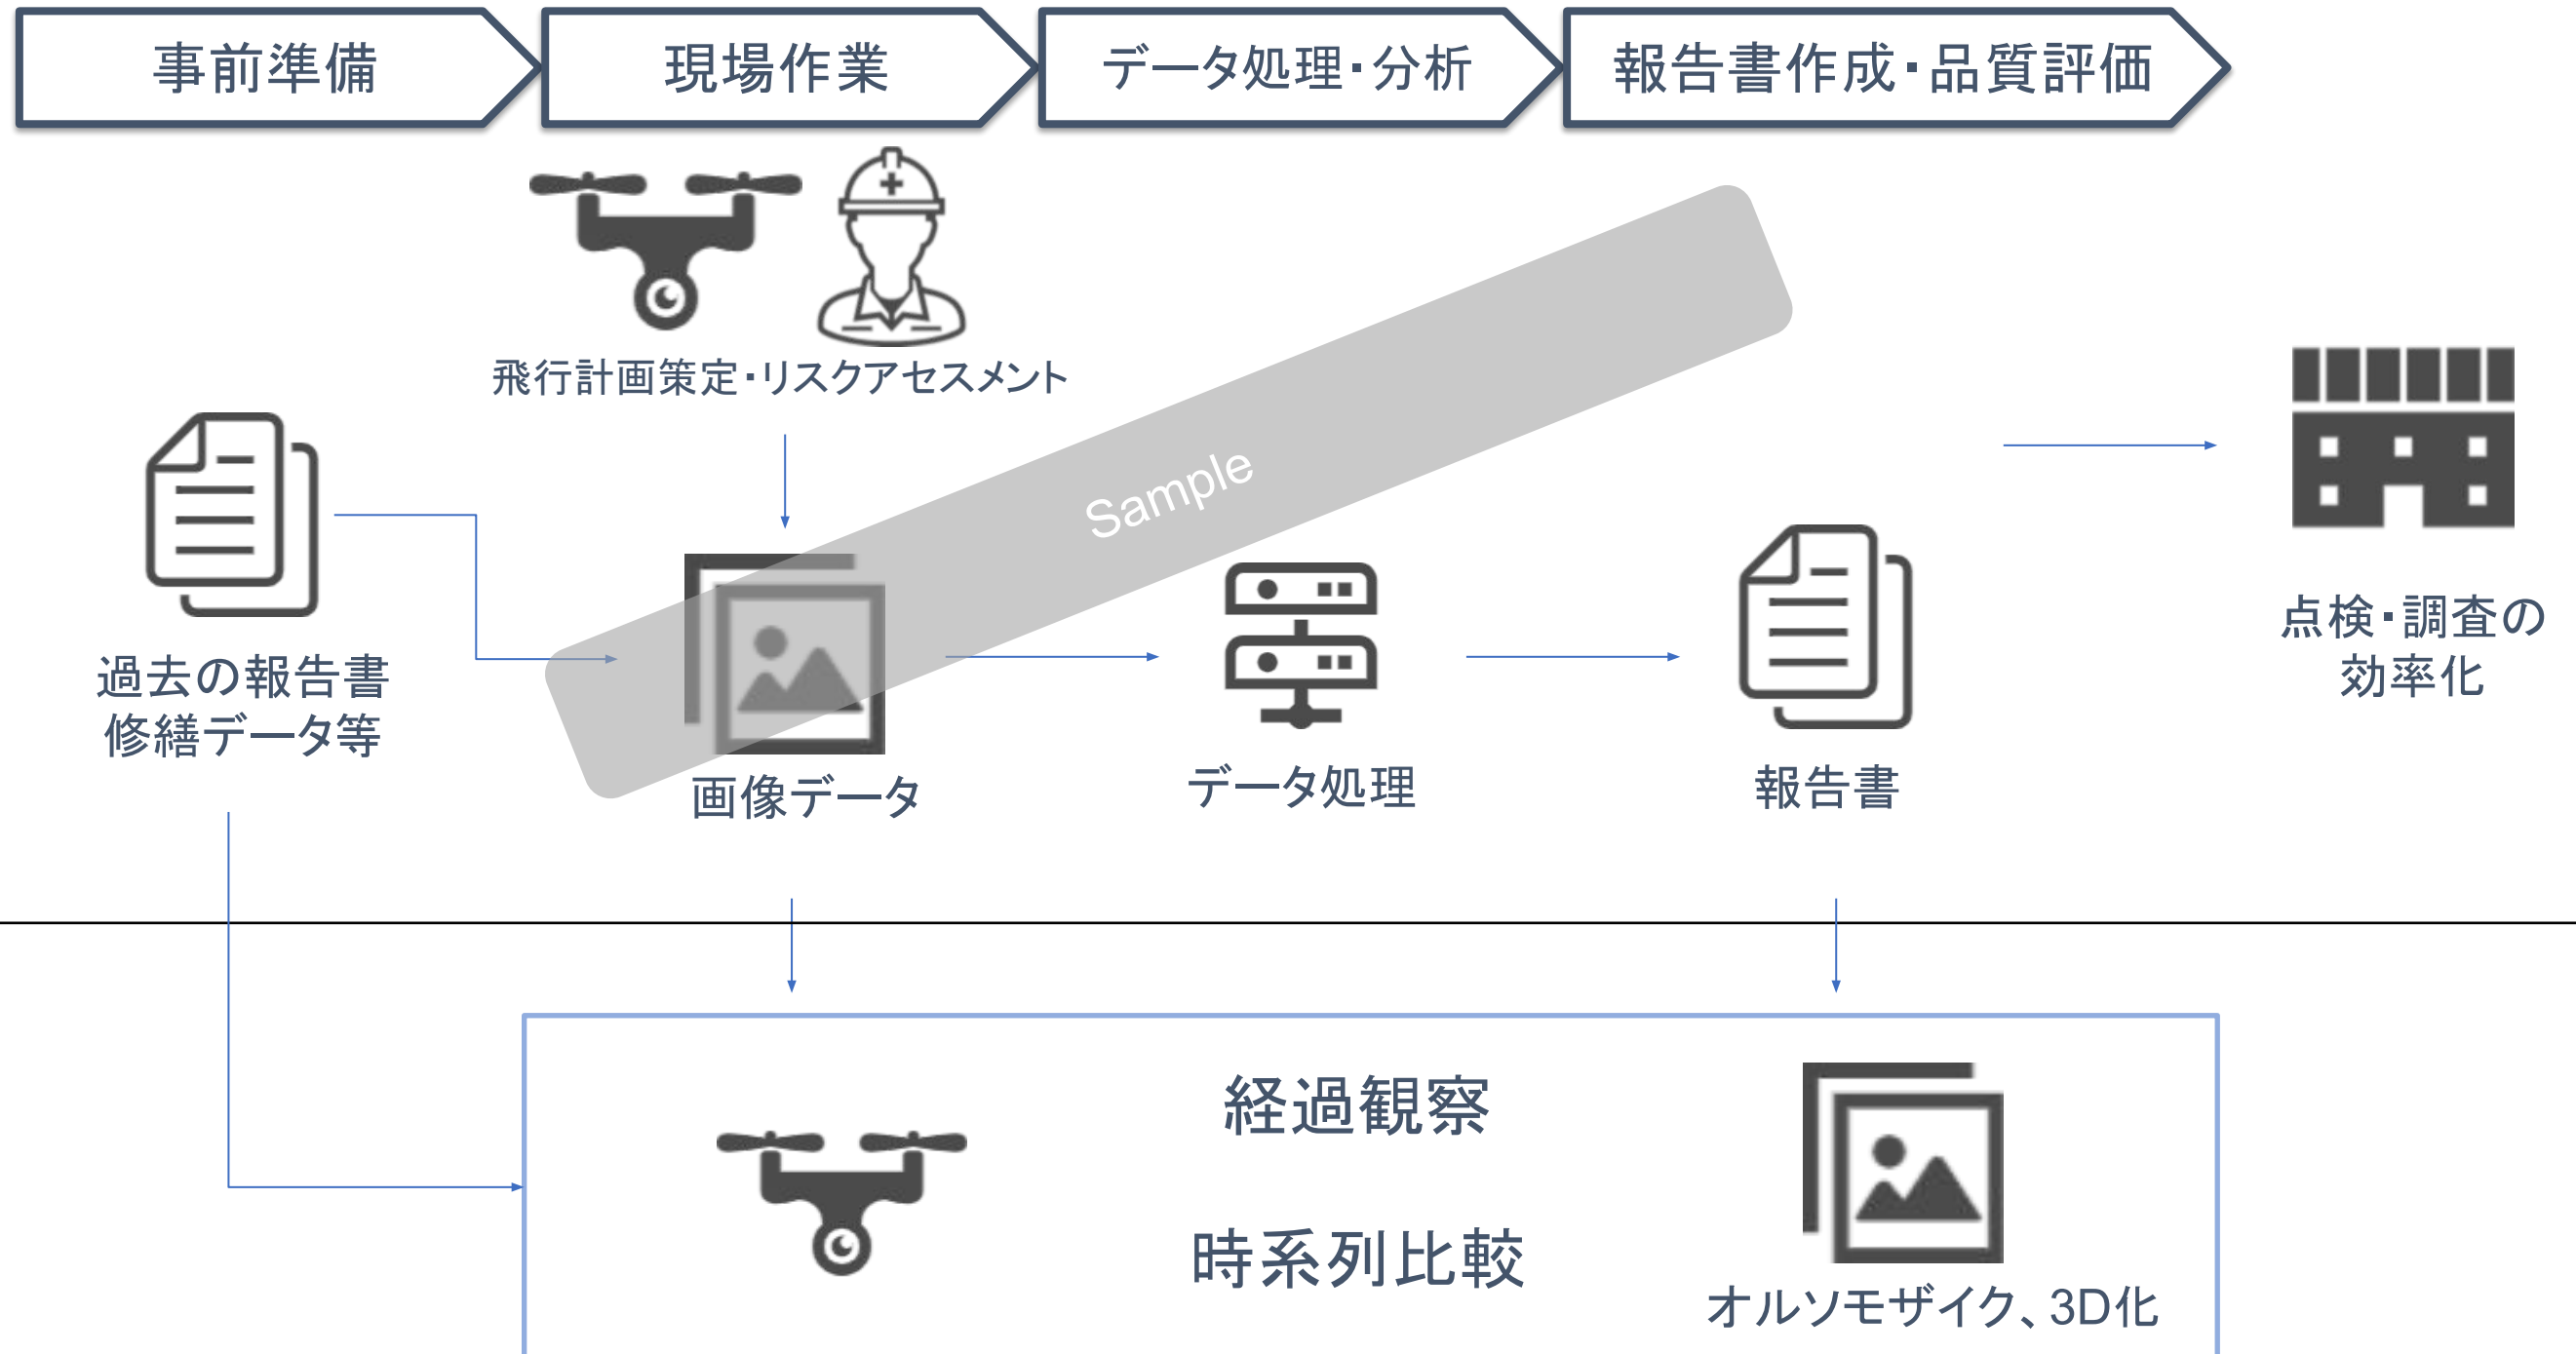 事前準備
現場作業
データ処理・分析
報告書作成・品質評価
飛行計画策定・リスクアセスメント
Sample
過去の報告書
修繕データ等
画像データ
データ処理
報告書
点検・調査の
効率化
経過観察
時系列比較
オルソモザイク、3D化